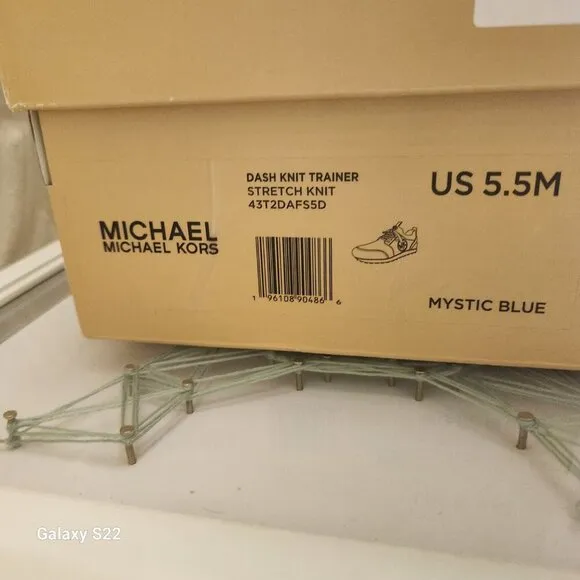 DASH KNIT TRAINER
STRETCH KNIT
43T2DAFS5D
US 5.5M
MICHAEL
MICHAEL KORS
1 96108 90486 6
MYSTIC BLUE
Galaxy S22